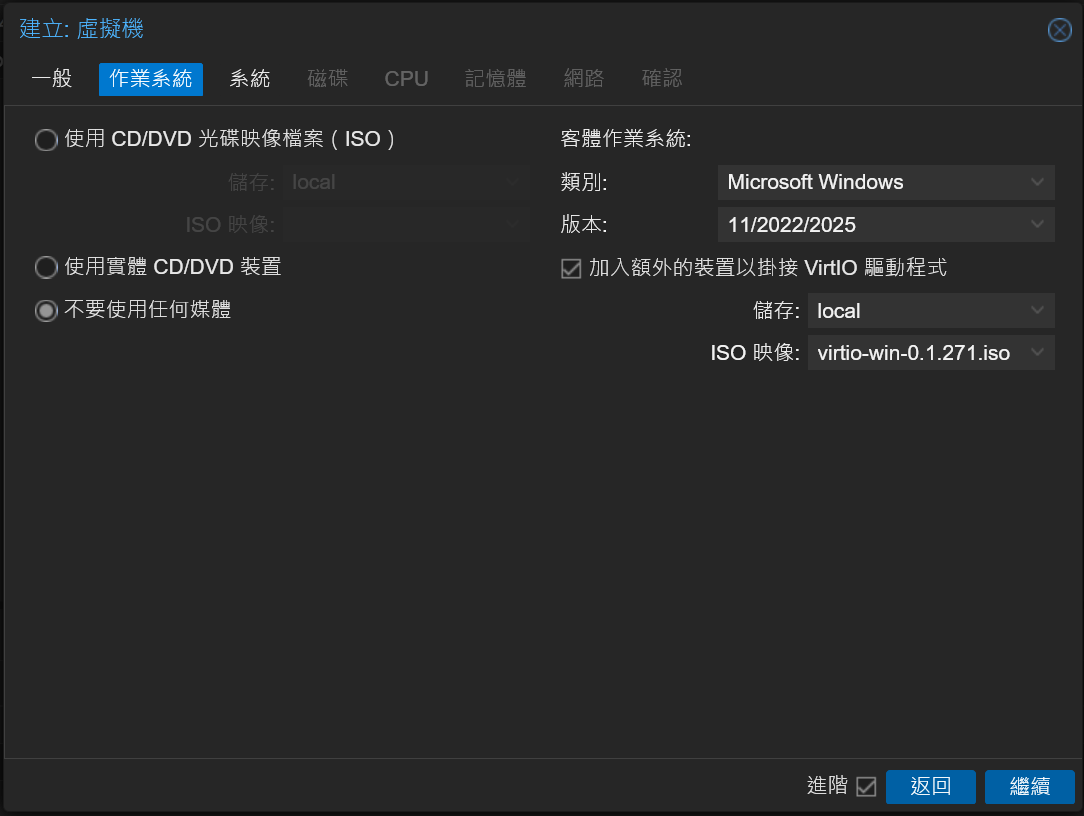 建立: 虛擬機
一般 作業系統 系統 磁碟 CPU 記憶體 網路 確認
使用 CD/DVD 光碟映像檔案 ( ISO )
儲存: local
ISO 映像:
使用實體 CD/DVD 裝置
不要使用任何媒體
客體作業系統:
類別: Microsoft Windows
版本: 11/2022/2025
加入額外的裝置以掛接 VirtIO 驅動程式
儲存: local
ISO 映像: virtio-win-0.1.271.iso
進階 返回 繼續